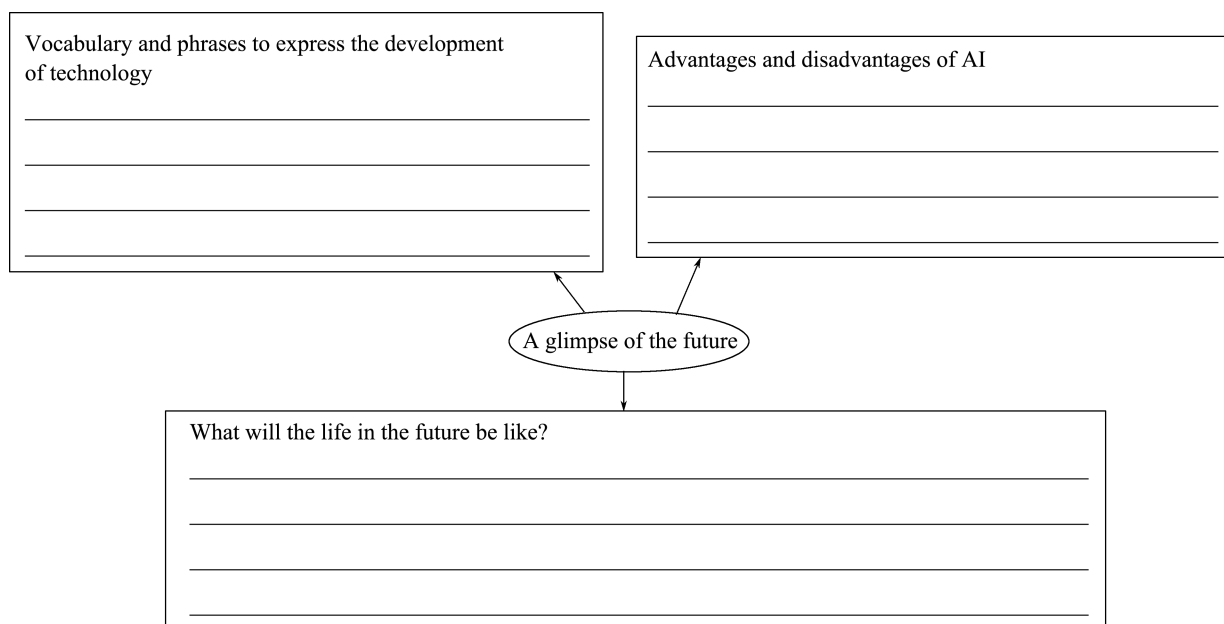 Vocabulary and phrases to express the development
of technology
Advantages and disadvantages of AI
A glimpse of the future
What will the life in the future be like?